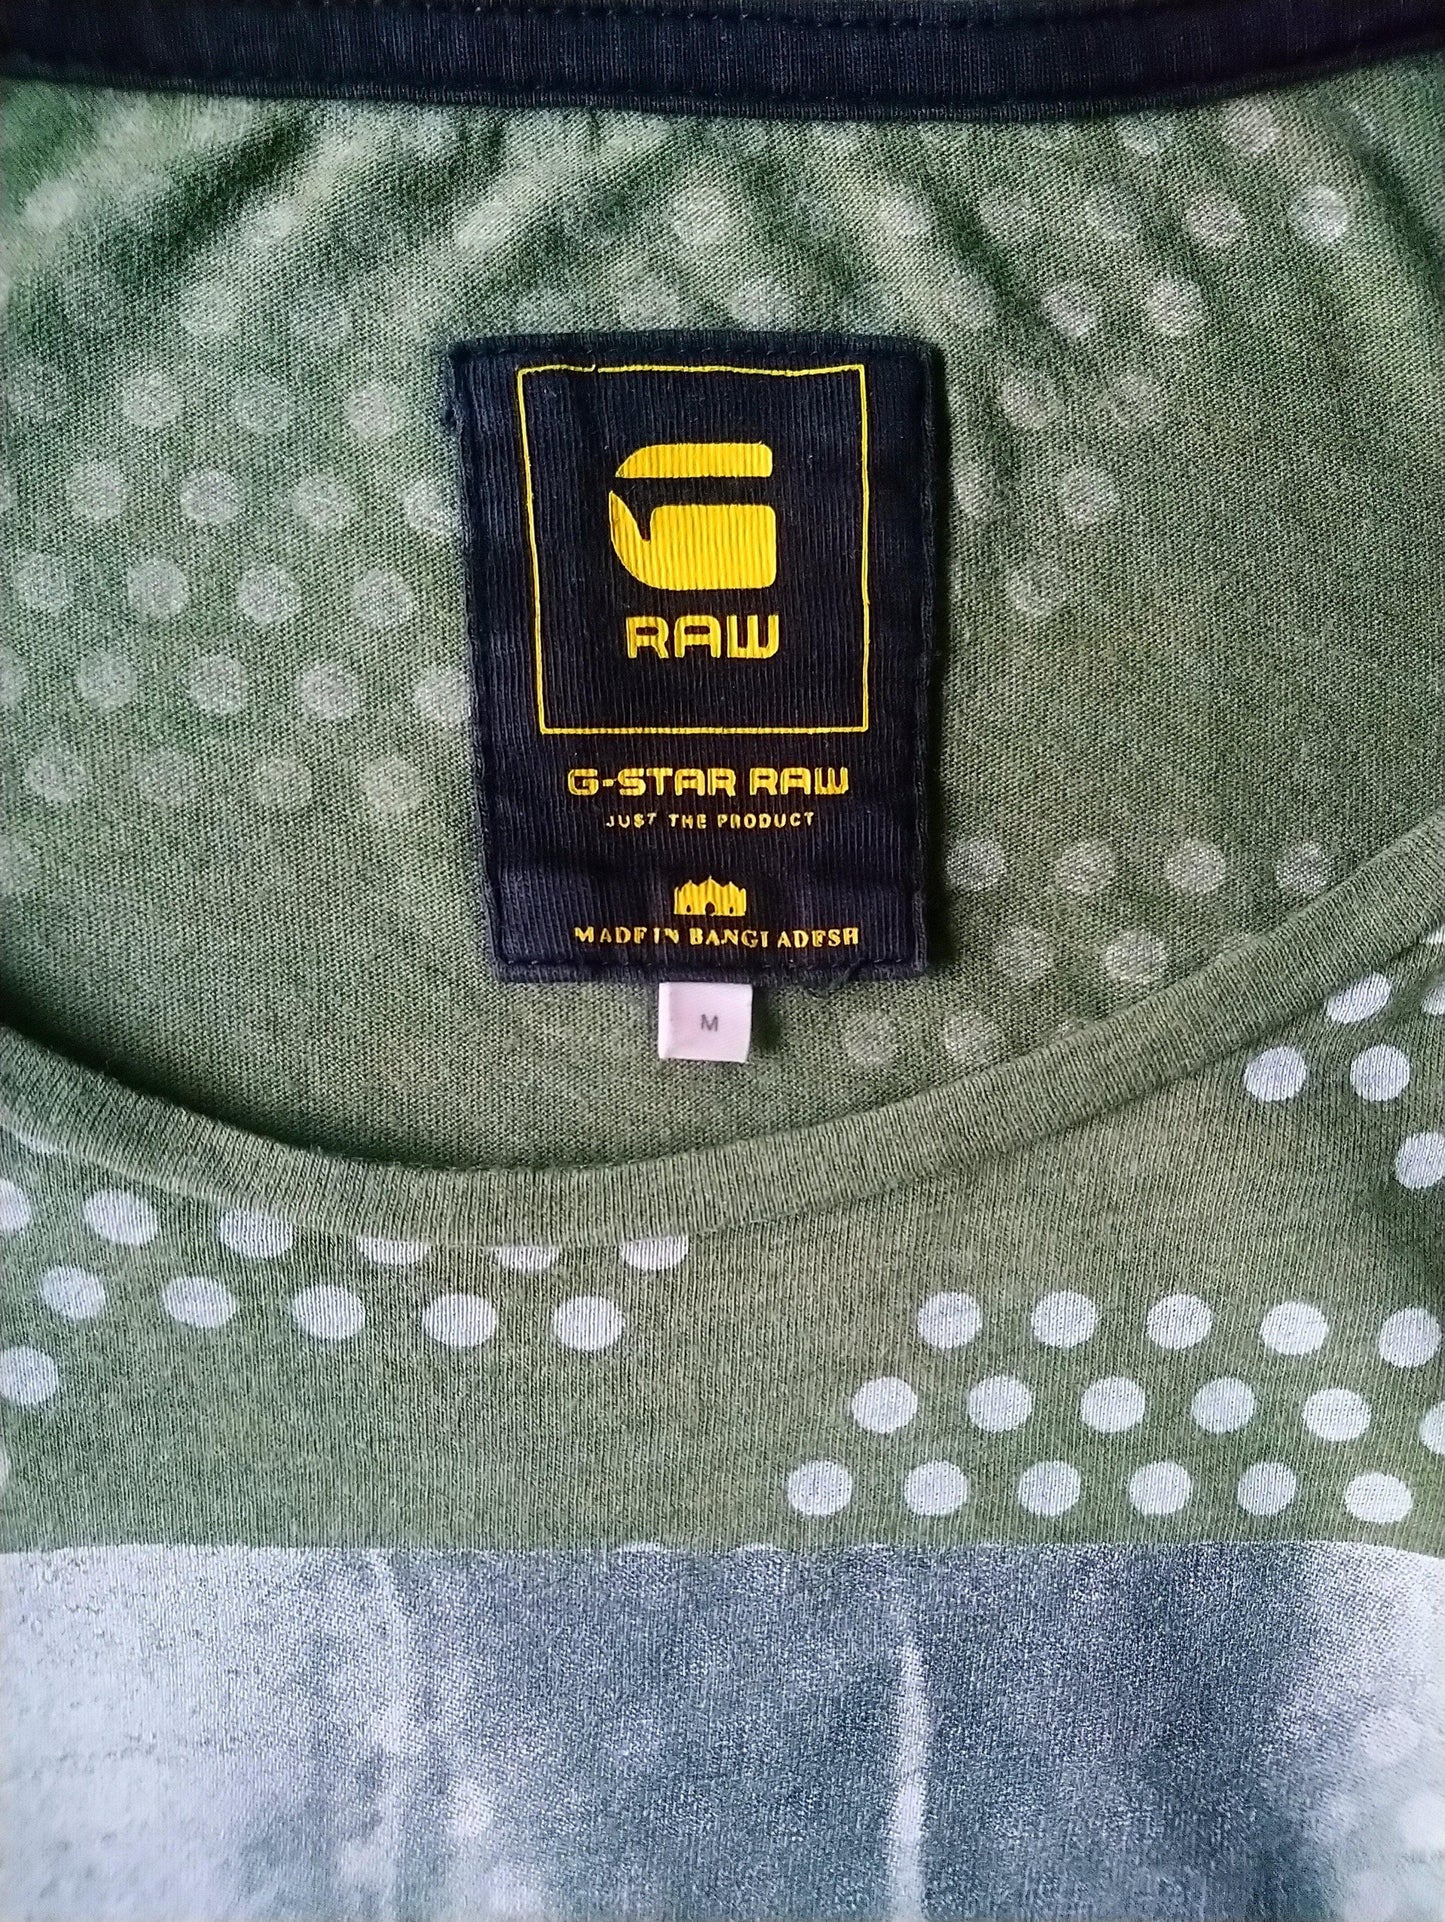 RAW
G-STAR RAW
JUST THE PRODUCT
MADE IN BANGLADESH
M